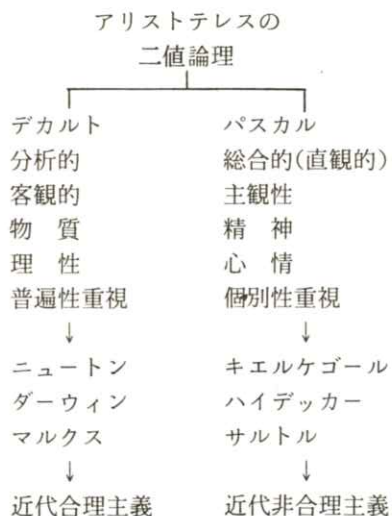 アリストテレスの
二値論理
デカルト
分析的
客観的
物　質
理　性
普遍性重視
↓
ニュートン
ダーウィン
マルクス
↓
近代合理主義
パスカル
総合的(直観的)
主観性
精　神
心　情
個別性重視
↓
キエルケゴール
ハイデッカー
サルトル
↓
近代非合理主義